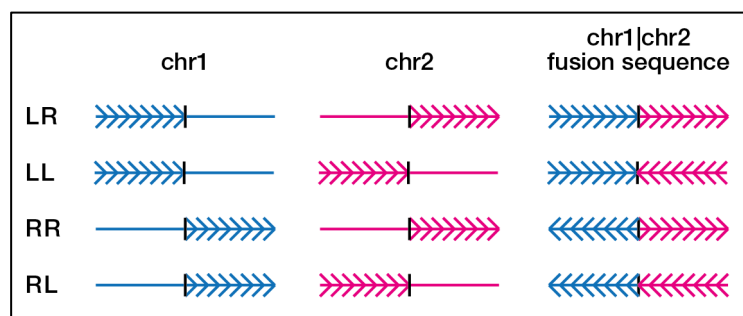 chr1 chr2 chr1|chr2
fusion sequence
LR
LL
RR
RL